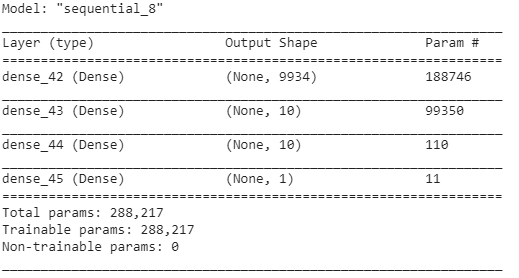 Model: "sequential_8"
Layer (type) Output Shape Param #
dense_42 (Dense) (None, 9934) 188746
dense_43 (Dense) (None, 10) 99350
dense_44 (Dense) (None, 10) 110
dense_45 (Dense) (None, 1) 11
Total params: 288,217
Trainable params: 288,217
Non-trainable params: 0